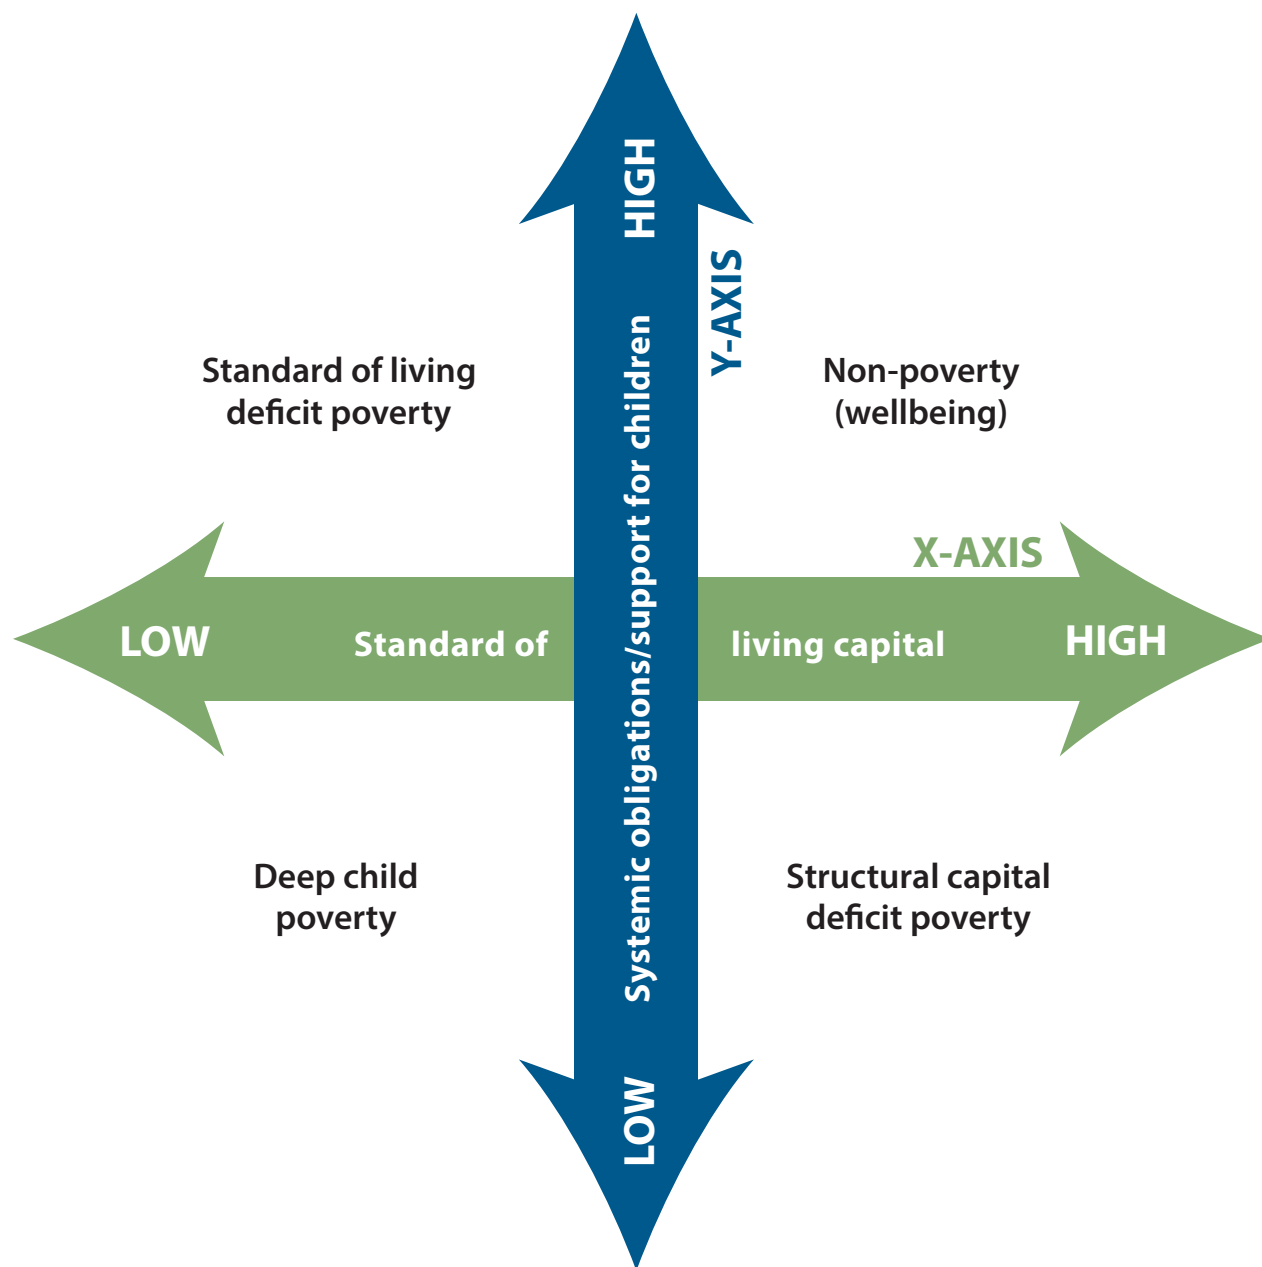 HIGH
Y-AXIS
Systemic obligations/support for children
Standard of living
deficit poverty
Non-poverty
(wellbeing)
X-AXIS
LOW
Standard of living capital
HIGH
Deep child
poverty
Structural capital
deficit poverty
LOW